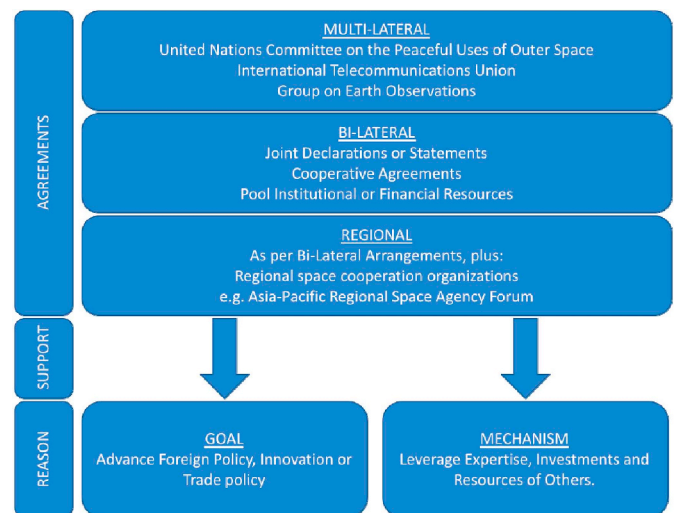 AGREEMENTS
MULTI-LATERAL
United Nations Committee on the Peaceful Uses of Outer Space
International Telecommunications Union
Group on Earth Observations
BI-LATERAL
Joint Declarations or Statements
Cooperative Agreements
Pool Institutional or Financial Resources
REGIONAL
As per Bi-Lateral Arrangements, plus:
Regional space cooperation organizations
e.g. Asia-Pacific Regional Space Agency Forum
SUPPORT
REASON
GOAL
Advance Foreign Policy, Innovation or
Trade policy
MECHANISM
Leverage Expertise, Investments and
Resources of Others.